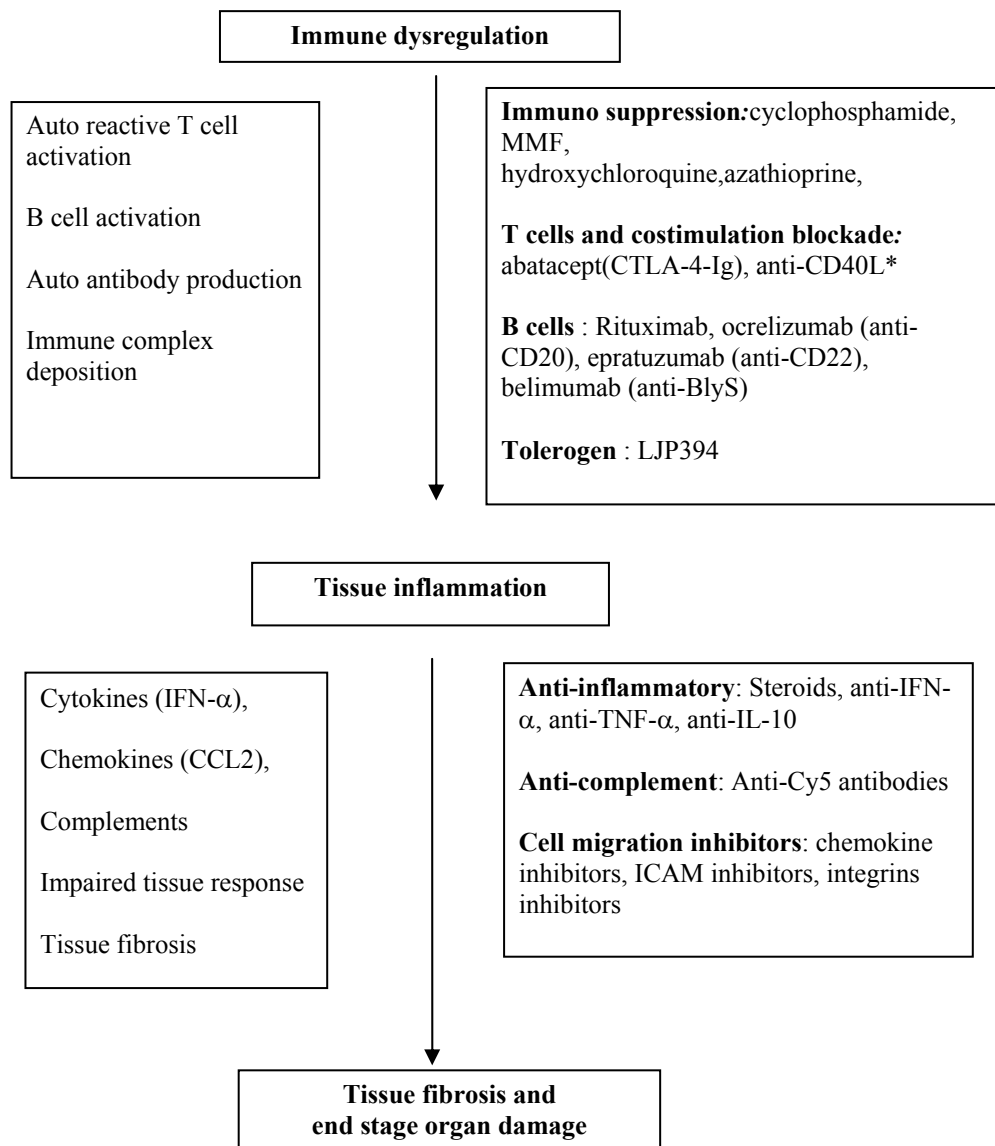 Immune dysregulation
Auto reactive T cell
activation
B cell activation
Auto antibody production
Immune complex
deposition
Immuno suppression:cyclophosphamide,
MMF,
hydroxychloroquine,azathioprine,
T cells and costimulation blockade:
abatacept(CTLA-4-Ig), anti-CD40L*
B cells : Rituximab, ocrelizumab (anti-
CD20), epratuzumab (anti-CD22),
belimumab (anti-BlyS)
Tolerogen : LJP394
Tissue inflammation
Cytokines (IFN-α),
Chemokines (CCL2),
Complements
Impaired tissue response
Tissue fibrosis
Anti-inflammatory: Steroids, anti-IFN-
α, anti-TNF-α, anti-IL-10
Anti-complement: Anti-Cy5 antibodies
Cell migration inhibitors: chemokine
inhibitors, ICAM inhibitors, integrins
inhibitors
Tissue fibrosis and
end stage organ damage